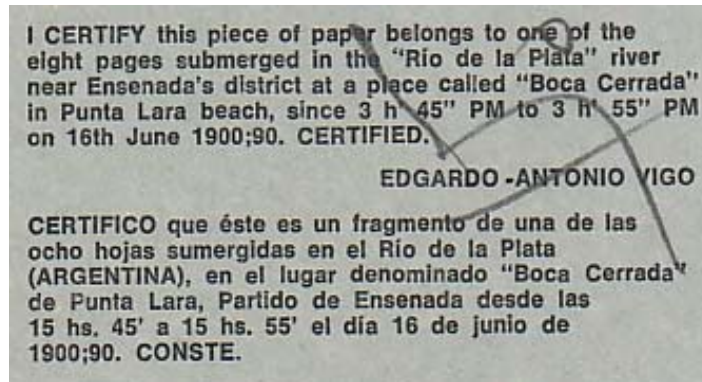 I CERTIFY this piece of paper belongs to one of the
eight pages submerged in the “Rio de la Plata” river
near Ensenada's district at a place called “Boca Cerrada”
in Punta Lara beach, since 3 h 45” PM to 3 h' 55” PM
on 16th June 1900;90. CERTIFIED.
EDGARDO -ANTONIO VIGO
CERTIFICO que éste es un fragmento de una de las
ocho hojas sumergidas en el Río de la Plata
(ARGENTINA), en el lugar denominado “Boca Cerrada”
de Punta Lara, Partido de Ensenada desde las
15 hs. 45' a 15 hs. 55' el día 16 de junio de
1900;90. CONSTE.